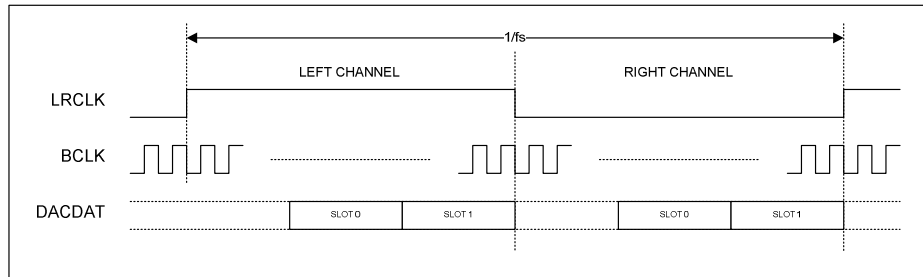 1/fs
LEFT CHANNEL RIGHT CHANNEL
LRCLK
BCLK
DACDAT
SLOT 0 SLOT 1 SLOT 0 SLOT 1